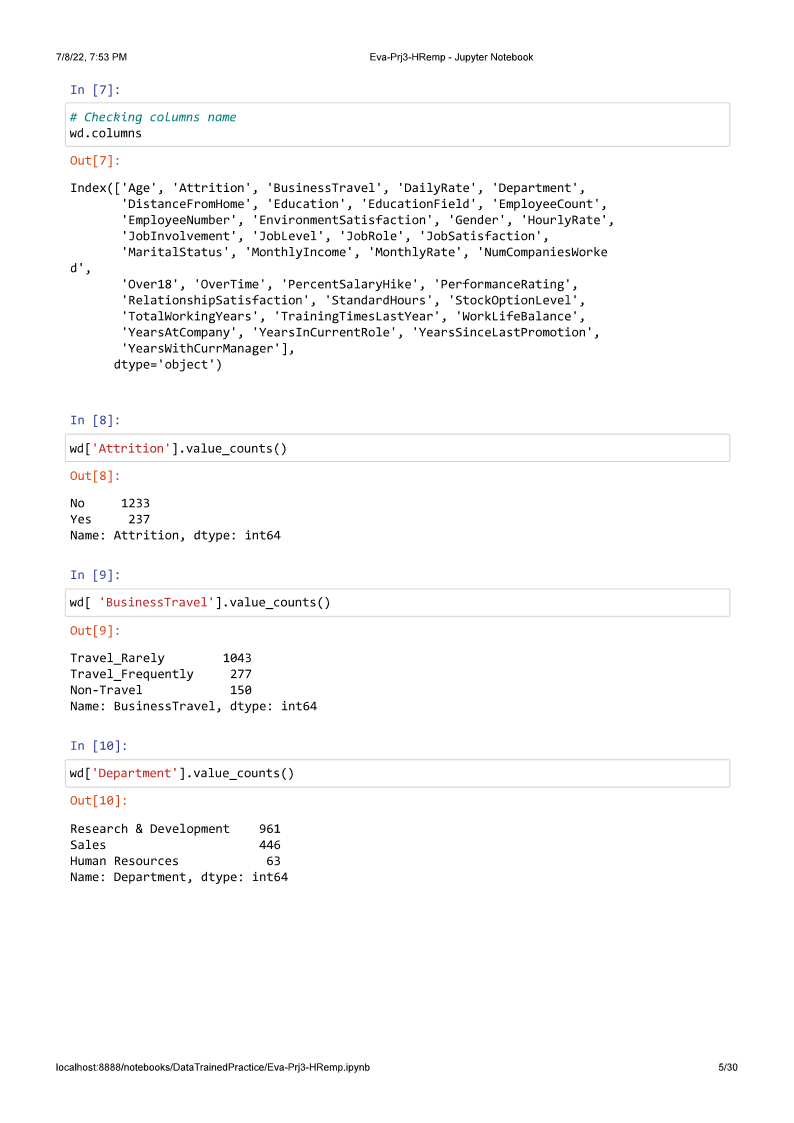 7/8/22, 7:53 PM Eva-Prj3-HRemp - Jupyter Notebook
In [7]:
# Checking columns name
wd.columns
Out[7]:
Index(['Age', 'Attrition', 'BusinessTravel', 'DailyRate', 'Department',
       'DistanceFromHome', 'Education', 'EducationField', 'EmployeeCount',
       'EmployeeNumber', 'EnvironmentSatisfaction', 'Gender', 'HourlyRate',
       'JobInvolvement', 'JobLevel', 'JobRole', 'JobSatisfaction',
       'MaritalStatus', 'MonthlyIncome', 'MonthlyRate', 'NumCompaniesWorke
d',
       'Over18', 'OverTime', 'PercentSalaryHike', 'PerformanceRating',
       'RelationshipSatisfaction', 'StandardHours', 'StockOptionLevel',
       'TotalWorkingYears', 'TrainingTimesLastYear', 'WorkLifeBalance',
       'YearsAtCompany', 'YearsInCurrentRole', 'YearsSinceLastPromotion',
       'YearsWithCurrManager'],
      dtype='object')
In [8]:
wd['Attrition'].value_counts()
Out[8]:
No     1233
Yes     237
Name: Attrition, dtype: int64
In [9]:
wd[ 'BusinessTravel'].value_counts()
Out[9]:
Travel_Rarely        1043
Travel_Frequently     277
Non-Travel            150
Name: BusinessTravel, dtype: int64
In [10]:
wd['Department'].value_counts()
Out[10]:
Research & Development    961
Sales                     446
Human Resources            63
Name: Department, dtype: int64
localhost:8888/notebooks/DataTrainedPractice/Eva-Prj3-HRemp.ipynb 5/30